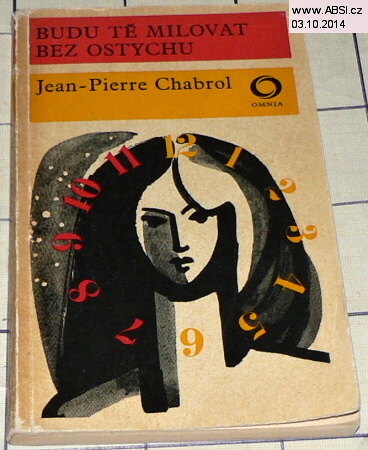 www.ABSI.cz
03.10.2014
BUDU TĚ MILOVAT
BEZ OSTYCHU
Jean-Pierre Chabrol
OMNIA
12
11
1
10
2
9
3
8
4
7
5
9